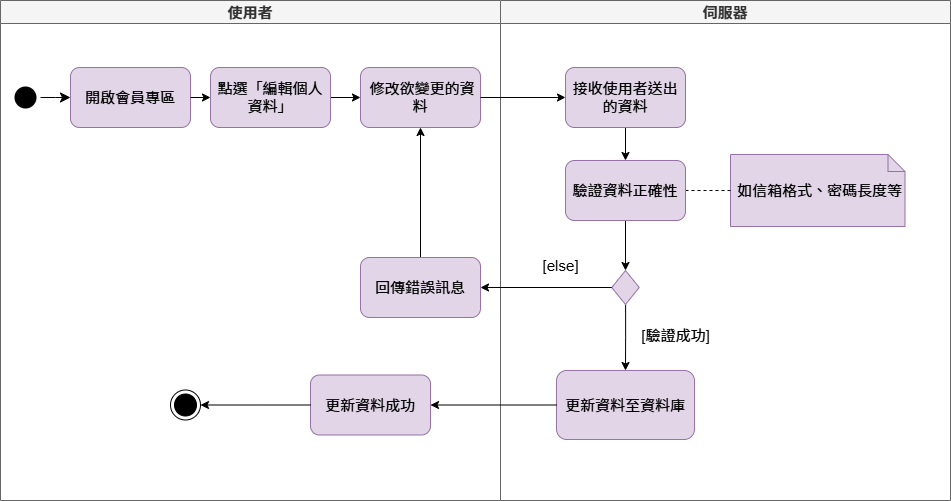 使用者
伺服器
開啟會員專區
點選「編輯個人
資料」
修改欲變更的資
料
接收使用者送出
的資料
驗證資料正確性
如信箱格式、密碼長度等
[else]
回傳錯誤訊息
[驗證成功]
更新資料至資料庫
更新資料成功